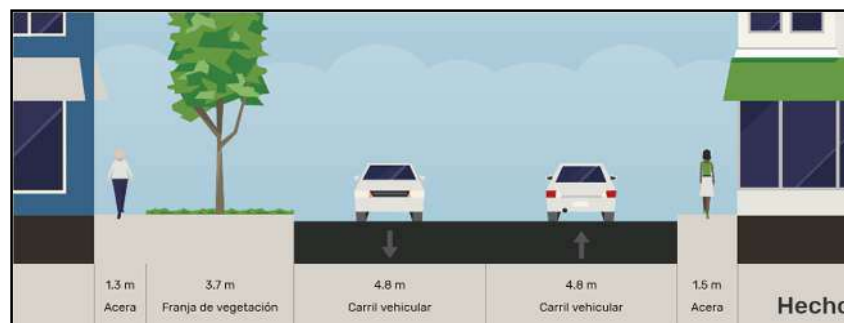 1.3 m
Acera
3.7 m
Franja de vegetación
4.8 m
Carril vehicular
4.8 m
Carril vehicular
1.5 m
Acera
Hecho